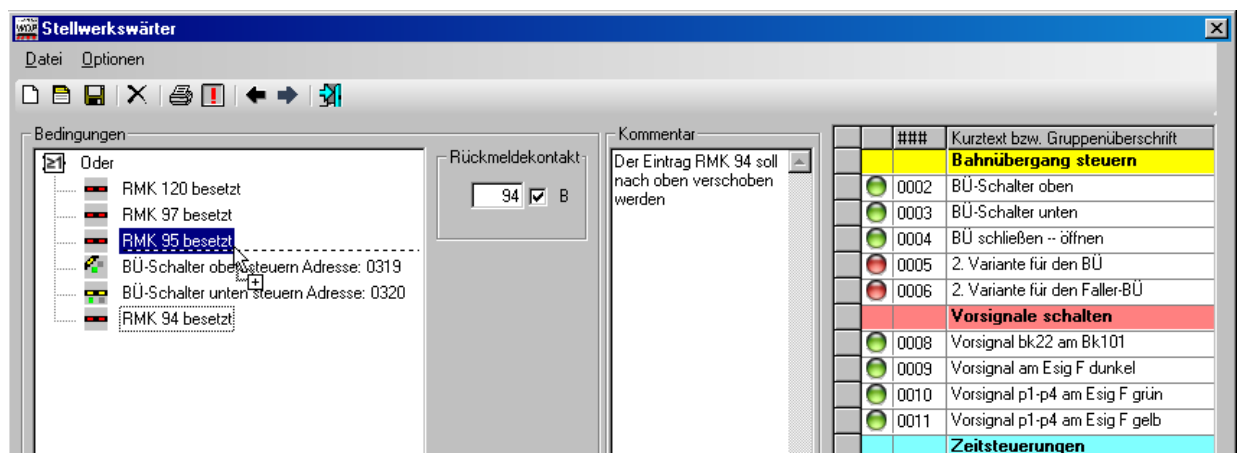 Stellwerkswärter
Datei Optionen
Bedingungen
Oder
RMK 120 besetzt
RMK 97 besetzt
RMK 95 besetzt
BÜ-Schalter oben steuern Adresse: 0319
BÜ-Schalter unten steuern Adresse: 0320
RMK 94 besetzt
Rückmeldekontakt
94 B
Kommentar
Der Eintrag RMK 94 soll
nach oben verschoben
werden
### Kurztext bzw. Gruppenüberschrift
Bahnübergang steuern
0002 BÜ-Schalter oben
0003 BÜ-Schalter unten
0004 BÜ schließen -- öffnen
0005 2. Variante für den BÜ
0006 2. Variante für den Faller-BÜ
Vorsignale schalten
0008 Vorsignal bk22 am Bk101
0009 Vorsignal am Esig F dunkel
0010 Vorsignal p1-p4 am Esig F grün
0011 Vorsignal p1-p4 am Esig F gelb
Zeitsteuerungen